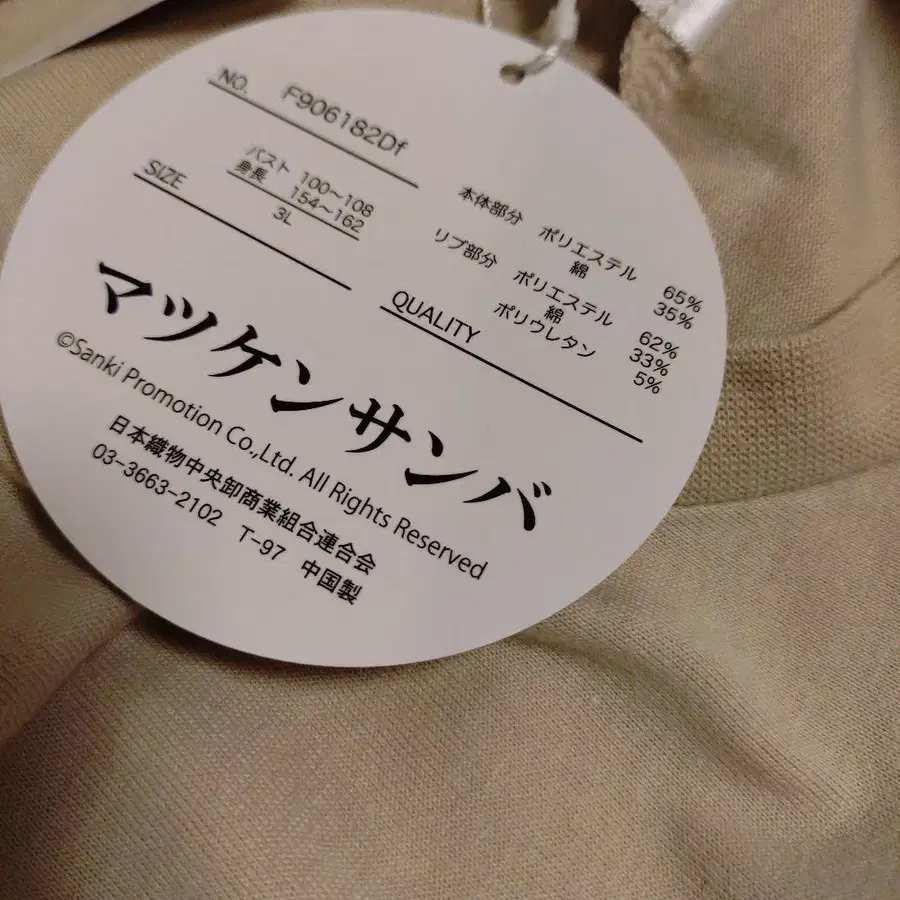 NO. F906182Df
SIZE バスト 100～108
身長 154～162
3L
本体部分 ポリエステル 65%
綿 35%
リブ部分 ポリエステル 62%
綿 33%
ポリウレタン 5%
QUALITY
マツケンサンバ
©Sanki Promotion Co.,Ltd. All Rights Reserved
日本織物中央卸商業組合連合会
03-3663-2102 T-97 中国製